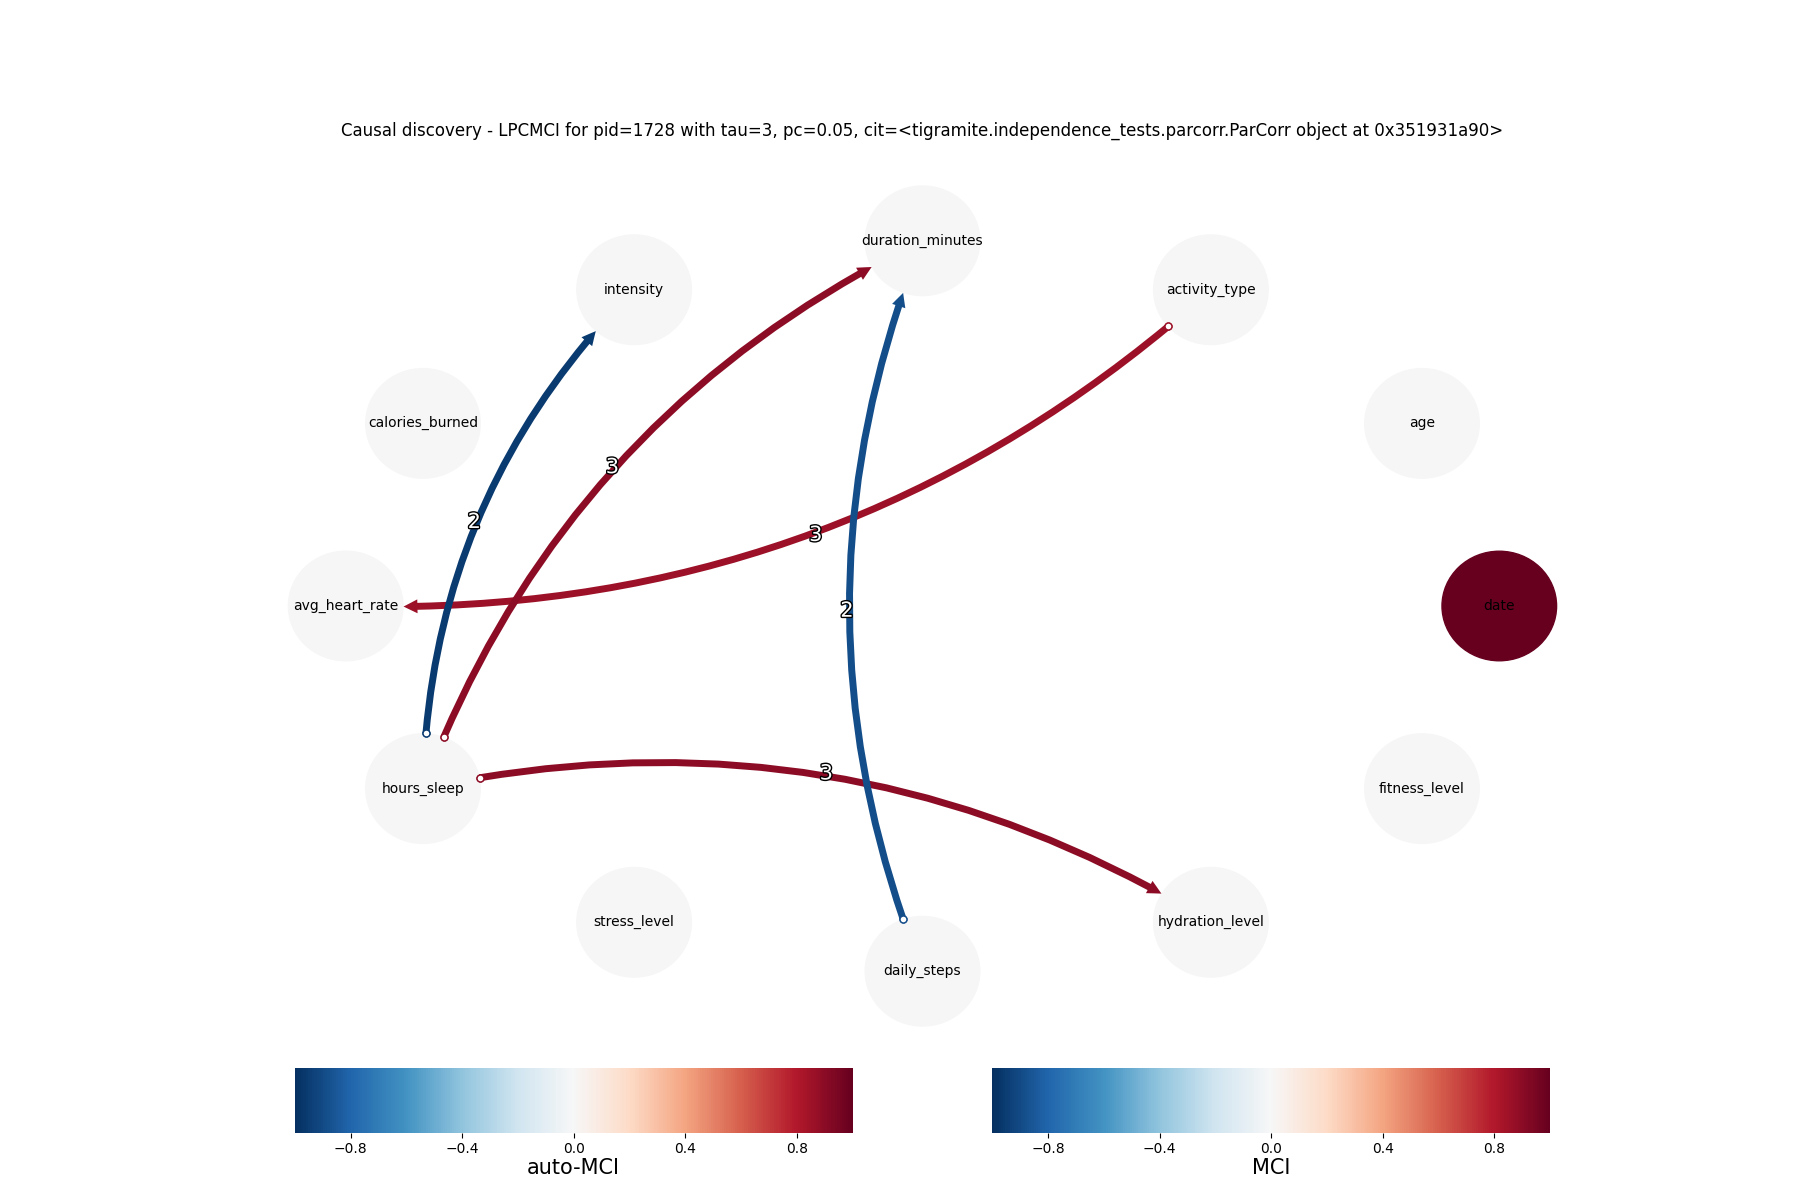 Causal discovery - LPCMCI for pid=1728 with tau=3, pc=0.05, cit=<tigramite.independence_tests.parcorr.ParCorr object at 0x351931a90>
duration_minutes
intensity
activity_type
calories_burned
age
3
2
3
avg_heart_rate
date
2
3
hours_sleep
fitness_level
stress_level
hydration_level
daily_steps
−0.8 −0.4 0.0 0.4 0.8
auto-MCI
−0.8 −0.4 0.0 0.4 0.8
MCI